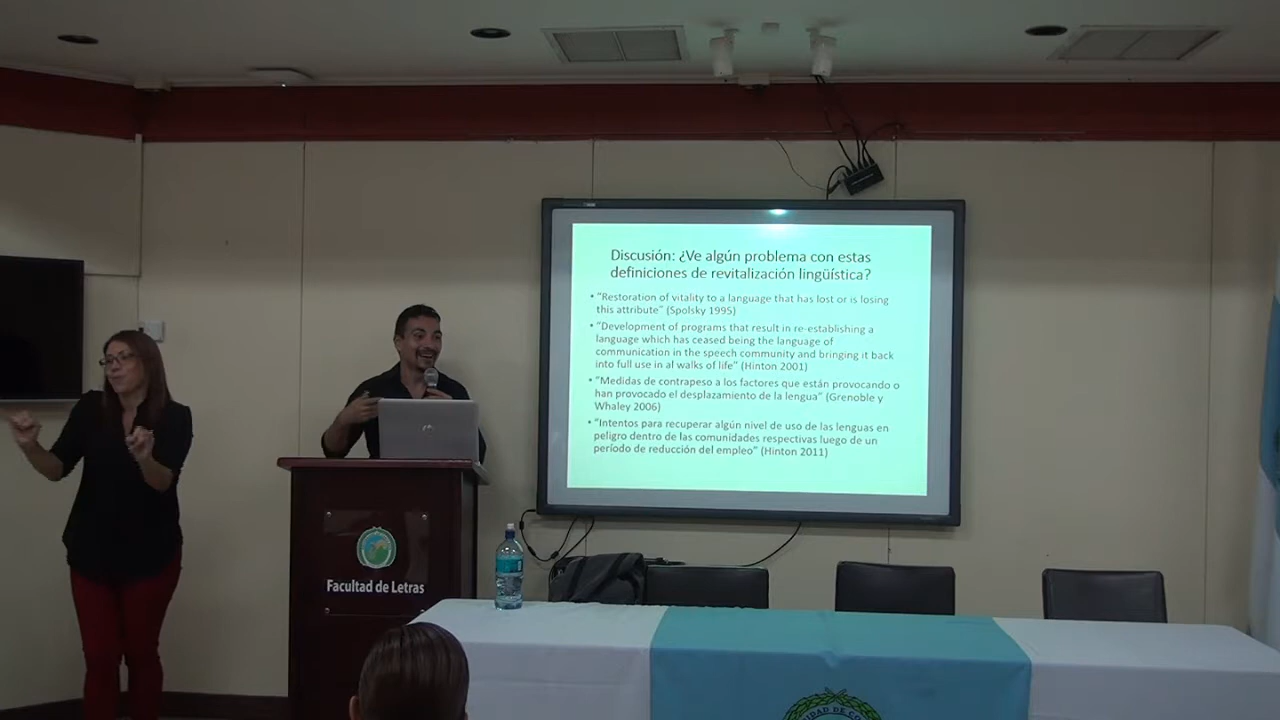 Discusión: ¿Ve algún problema con estas
definiciones de revitalización lingüística?
• "Restoration of vitality to a language that has lost or is losing
this attribute" (Spolsky 1995)
• "Development of programs that result in re-establishing a
language which has ceased being the language of
communication in the speech community and bringing it back
into full use in al walks of life" (Hinton 2001)
• "Medidas de contrapeso a los factores que están provocando o
han provocado el desplazamiento de la lengua" (Grenoble y
Whaley 2006)
• "Intentos para recuperar algún nivel de uso de las lenguas en
peligro dentro de las comunidades respectivas luego de un
período de reducción del empleo" (Hinton 2011)
hp
Facultad de Letras
DAD DE CO